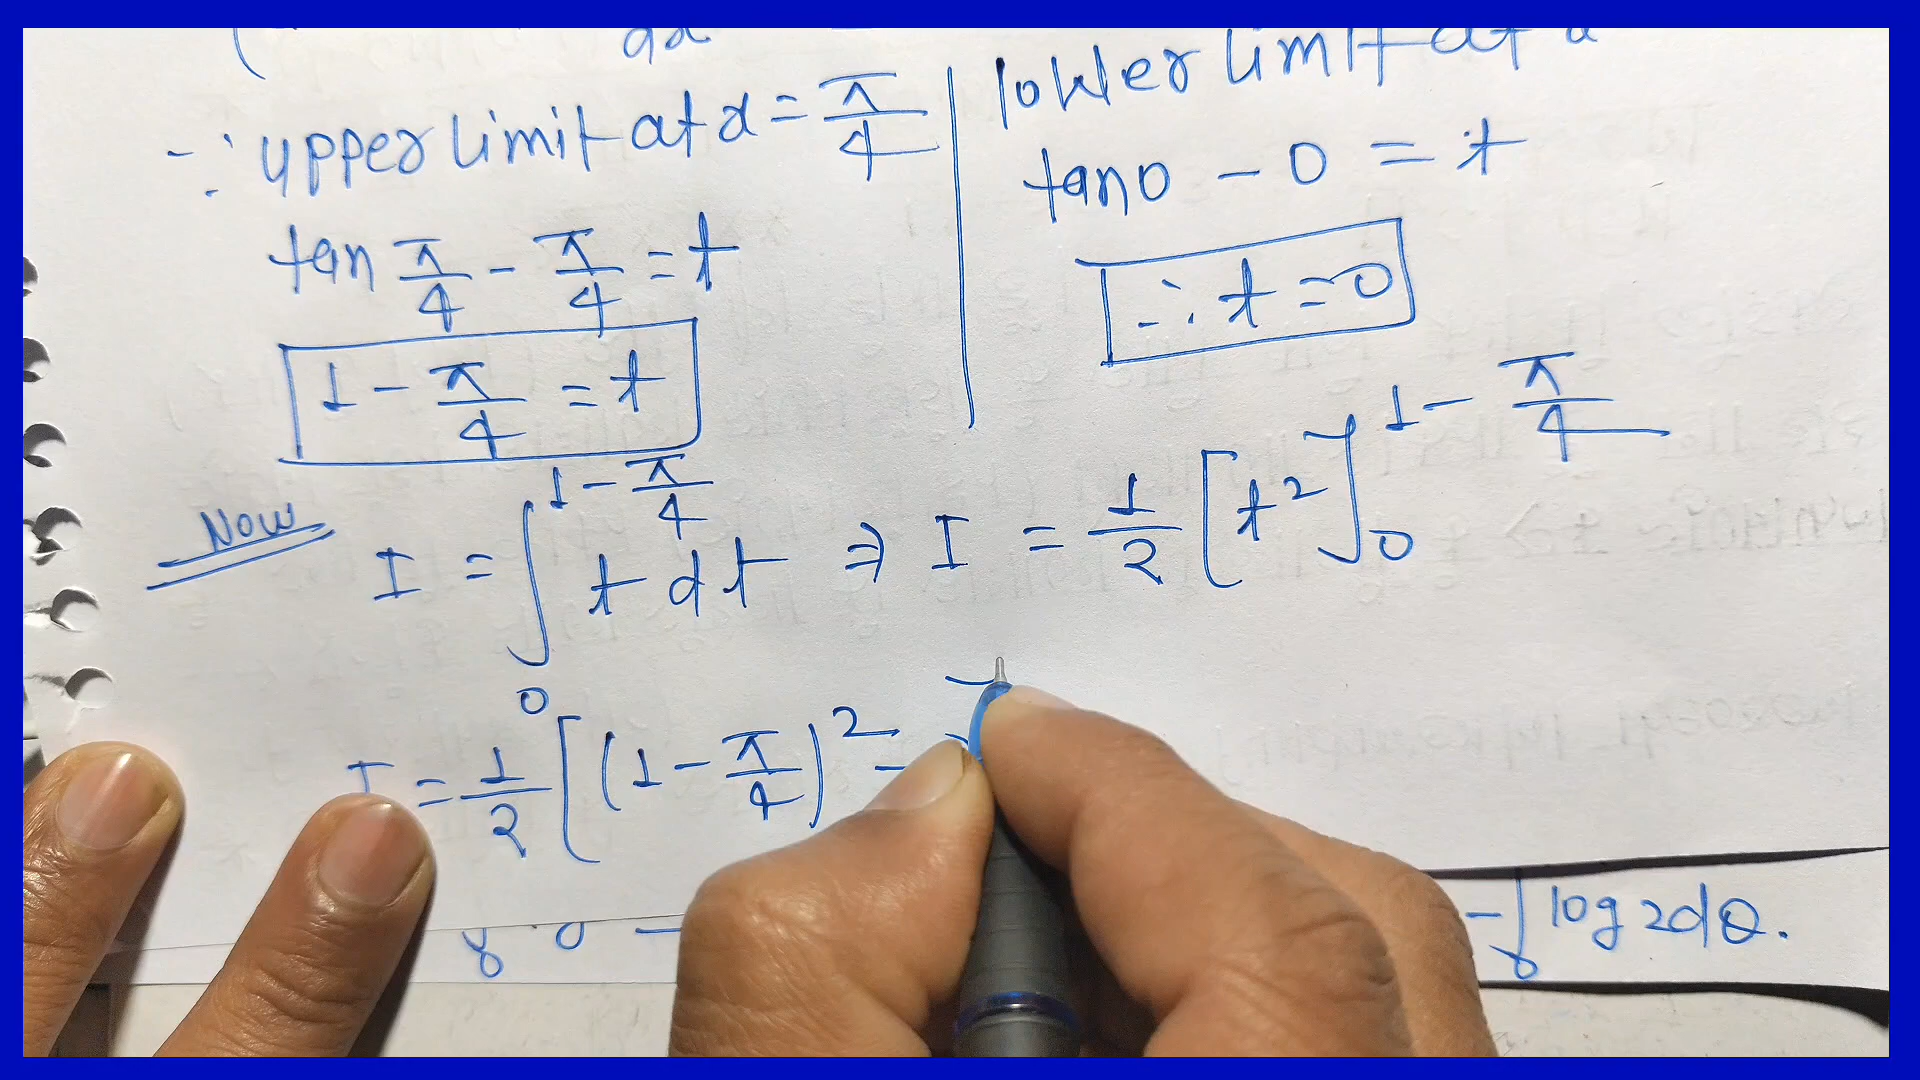 dx
∵ upper limit at x = π/4
tan π/4 - π/4 = t
1 - π/4 = t
lower limit at x
tan0 - 0 = t
∴ t = 0
Now I = ∫₀^(1 - π/4) t dt ⇒ I = 1/2 [t²]₀^(1 - π/4)
I = 1/2 [(1 - π/4)² -
- ∫ log 2dθ.